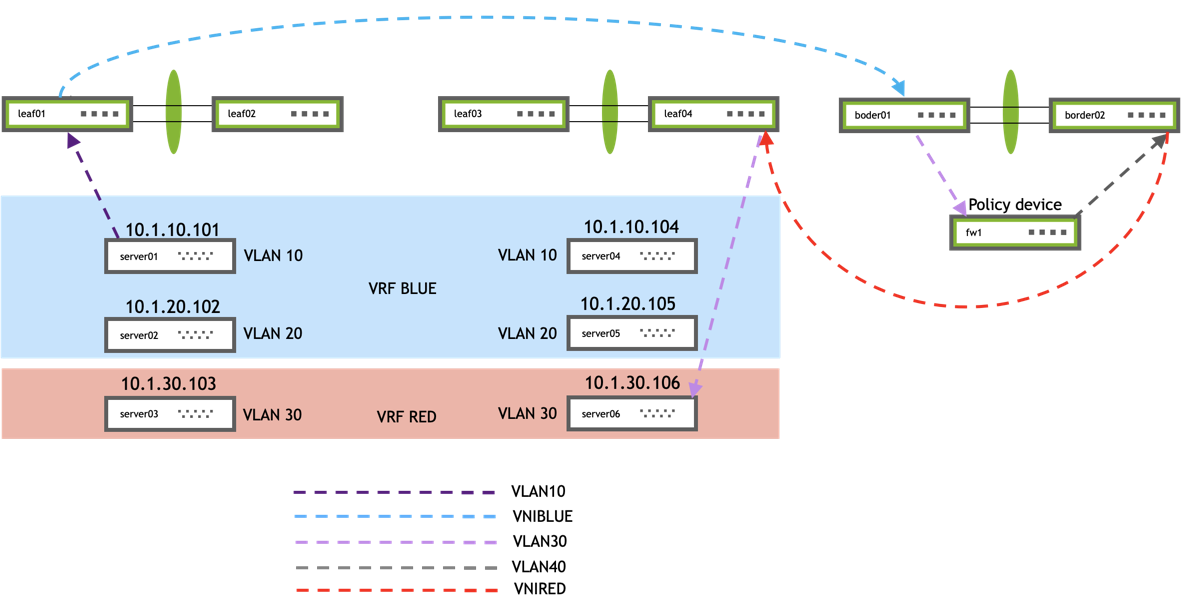 leaf01
leaf02
leaf03
leaf04
boder01
border02
Policy device
fw1
10.1.10.101
server01
VLAN 10
10.1.10.104
VLAN 10
server04
VRF BLUE
10.1.20.102
server02
VLAN 20
10.1.20.105
VLAN 20
server05
10.1.30.103
server03
VLAN 30
VRF RED
10.1.30.106
VLAN 30
server06
VLAN10
VNIBLUE
VLAN30
VLAN40
VNIRED